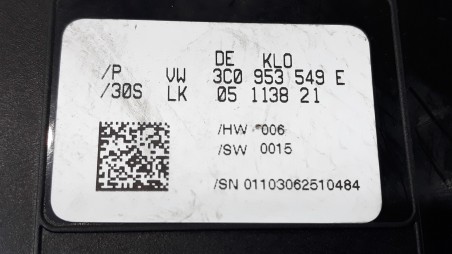 DE KLO
/P VW 3C0 953 549 E
/30S LK 05 1138 21
/HW 006
/SW 0015
/SN 01103062510484